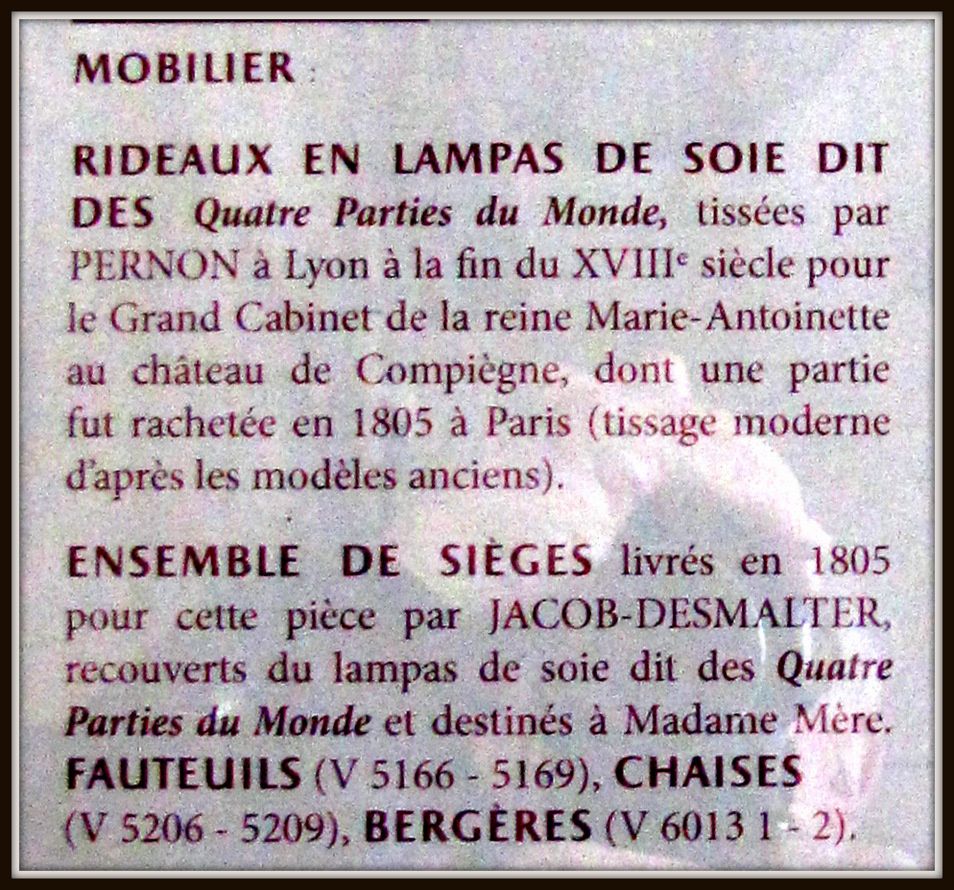 MOBILIER :
RIDEAUX EN LAMPAS DE SOIE DIT
DES Quatre Parties du Monde, tissées par
PERNON à Lyon à la fin du XVIIIe siècle pour
le Grand Cabinet de la reine Marie-Antoinette
au château de Compiègne, dont une partie
fut rachetée en 1805 à Paris (tissage moderne
d'après les modèles anciens).
ENSEMBLE DE SIÈGES livrés en 1805
pour cette pièce par JACOB-DESMALTER,
recouverts du lampas de soie dit des Quatre
Parties du Monde et destinés à Madame Mère.
FAUTEUILS (V 5166 - 5169), CHAISES
(V 5206 - 5209), BERGÈRES (V 6013 1 - 2).